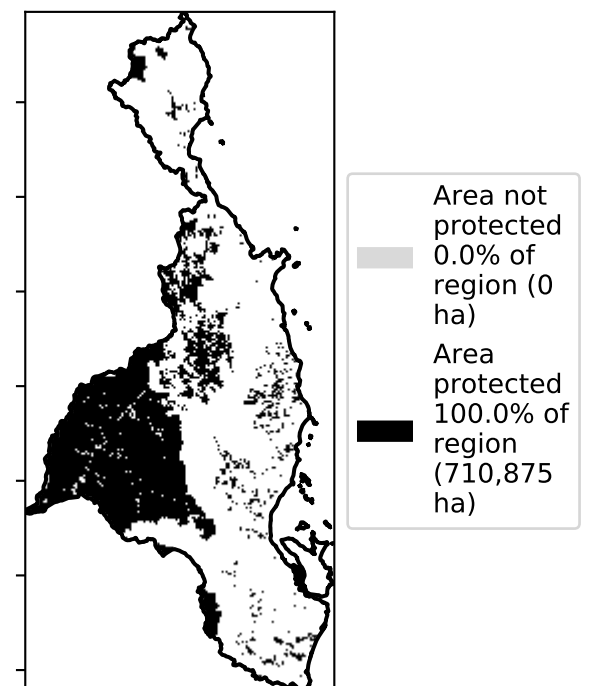 Area not
protected
0.0% of
region (0
ha)
Area
protected
100.0% of
region
(710,875
ha)